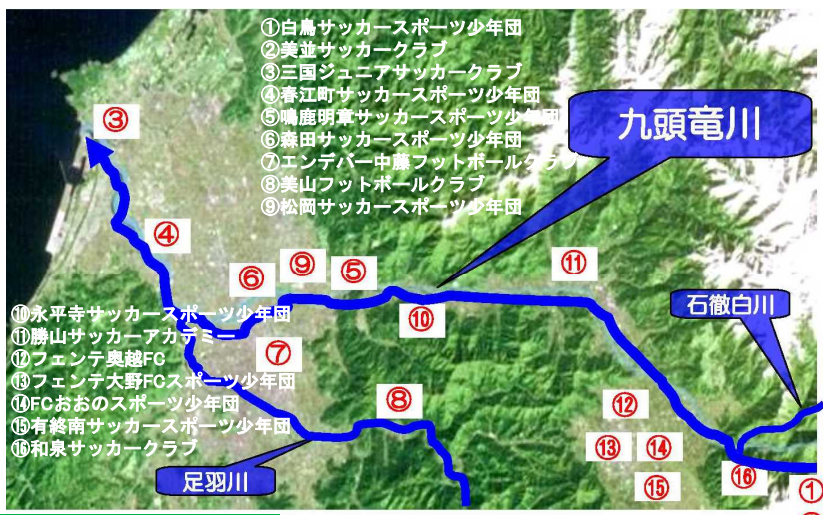 ①白鳥サッカースポーツ少年団
②美並サッカークラブ
③三国ジュニアサッカークラブ
④春江町サッカースポーツ少年団
⑤鳴鹿明章サッカースポーツ少年団
⑥森田サッカースポーツ少年団
⑦エンデバー中藤フットボールクラブ
⑧美山フットボールクラブ
⑨松岡サッカースポーツ少年団
九頭竜川
③
④
⑥
⑨
⑤
⑪
⑩
石徹白川
⑩永平寺サッカースポーツ少年団
⑪勝山サッカーアカデミー
⑫フェンテ奥越FC
⑬フェンテ大野FCスポーツ少年団
⑭FCおおのスポーツ少年団
⑮有終南サッカースポーツ少年団
⑯和泉サッカークラブ
⑦
⑧
⑫
⑬
⑭
⑮
⑯
①
足羽川